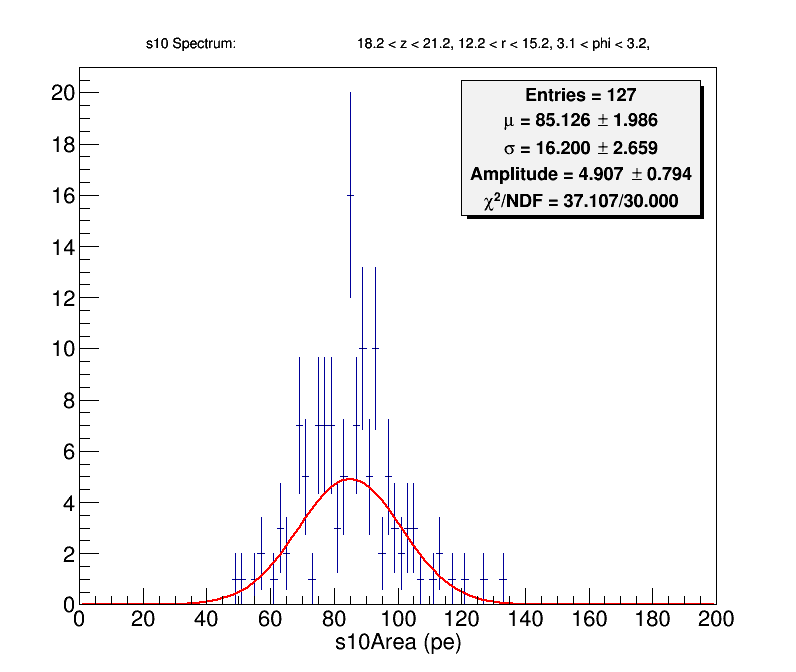 s10 Spectrum: 18.2 < z < 21.2, 12.2 < r < 15.2, 3.1 < phi < 3.2,
Entries = 127
μ = 85.126 ± 1.986
σ = 16.200 ± 2.659
Amplitude = 4.907 ± 0.794
χ²/NDF = 37.107/30.000
20
18
16
14
12
10
8
6
4
2
0
0 20 40 60 80 100 120 140 160 180 200
s10Area (pe)